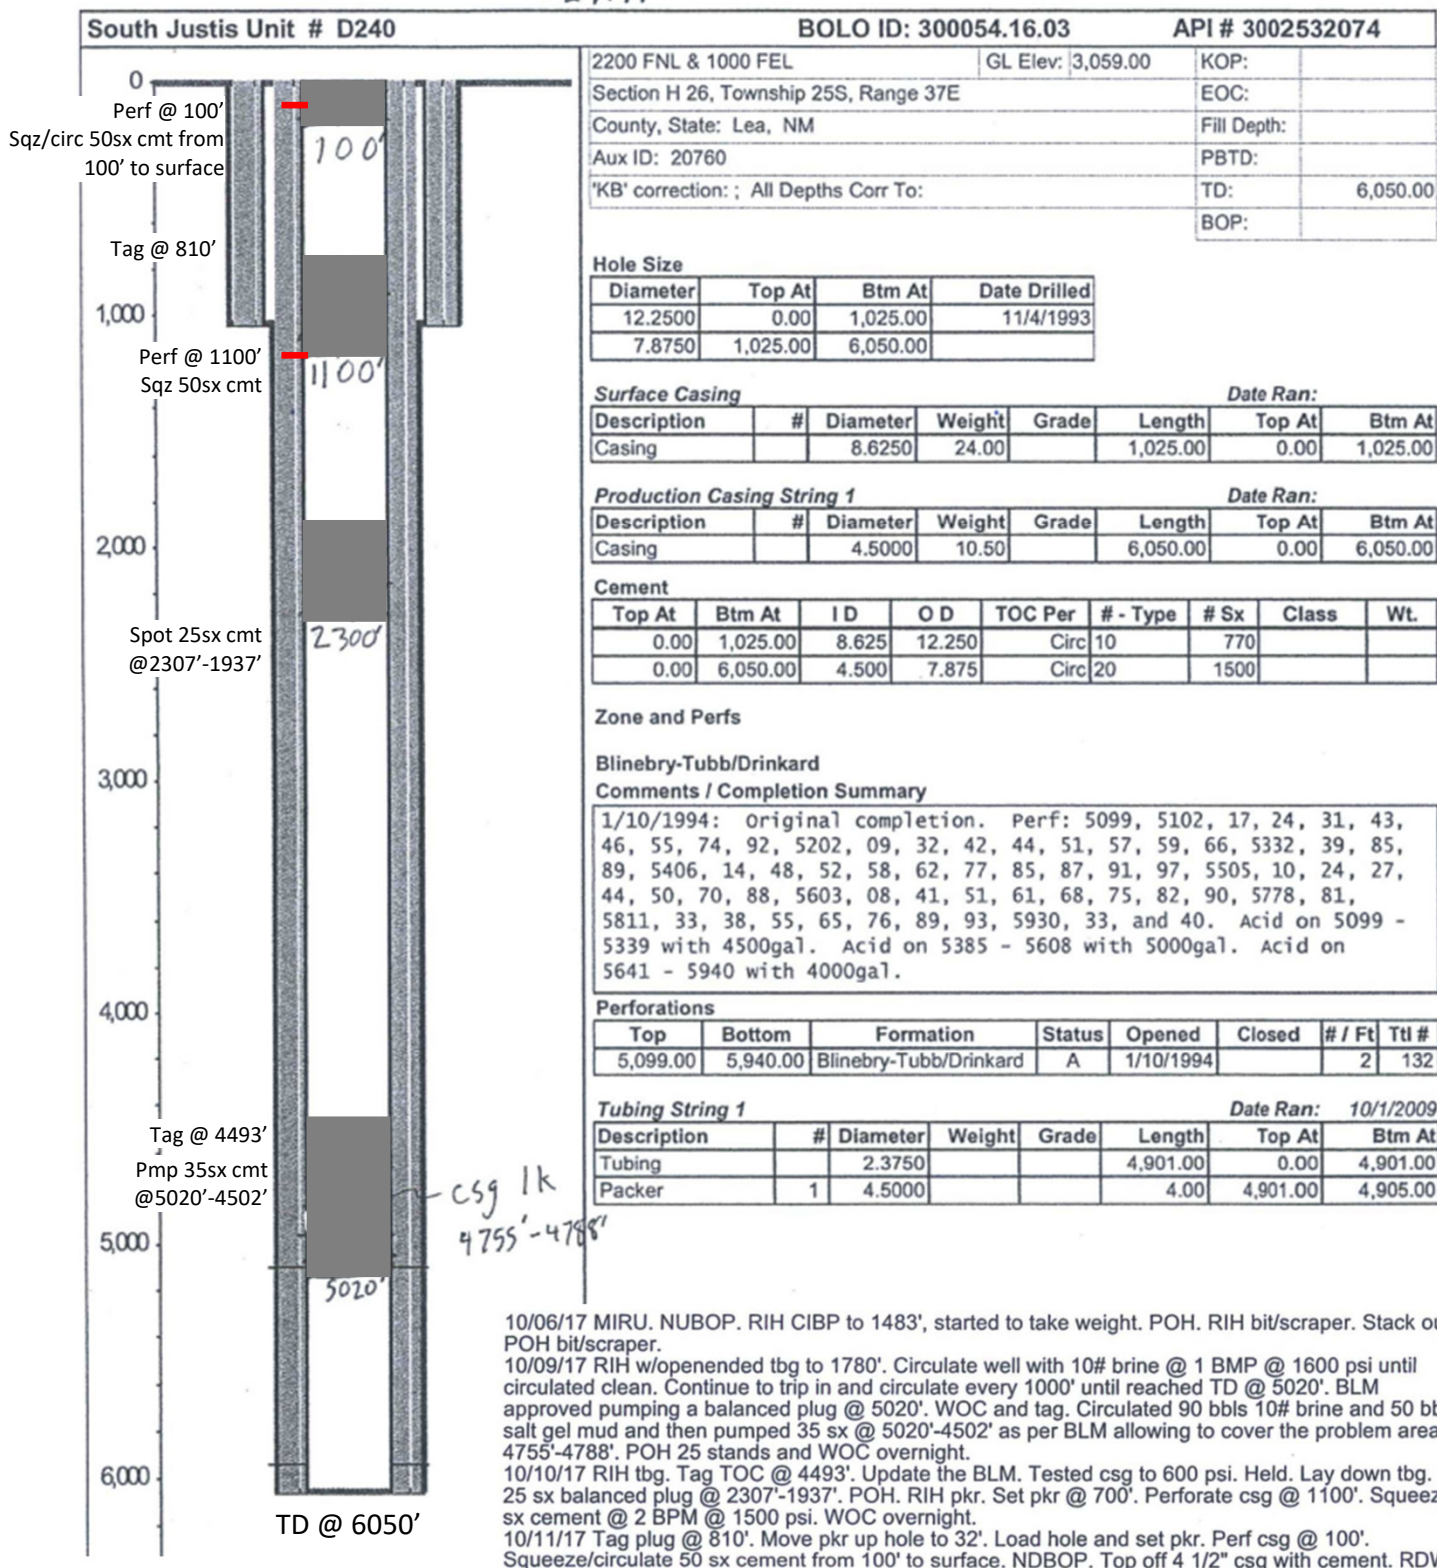 South Justis Unit # D240 BOLO ID: 300054.16.03 API # 3002532074
2200 FNL & 1000 FEL GL Elev: 3,059.00 KOP:
Section H 26, Township 25S, Range 37E EOC:
County, State: Lea, NM Fill Depth:
Aux ID: 20760 PBTD:
'KB' correction: ; All Depths Corr To: TD: 6,050.00
BOP:
0
Perf @ 100'
Sqz/circ 50sx cmt from
100' to surface
100'
Tag @ 810'
1,000
Perf @ 1100'
Sqz 50sx cmt
1100'
2,000
Spot 25sx cmt
@2307'-1937'
2300'
3,000
4,000
Tag @ 4493'
Pmp 35sx cmt
@5020'-4502'
csg lk
4755'-4788'
5,000
5020'
6,000
TD @ 6050'
Hole Size
Diameter Top At Btm At Date Drilled
12.2500 0.00 1,025.00 11/4/1993
7.8750 1,025.00 6,050.00
Surface Casing Date Ran:
Description # Diameter Weight Grade Length Top At Btm At
Casing 8.6250 24.00 1,025.00 0.00 1,025.00
Production Casing String 1 Date Ran:
Description # Diameter Weight Grade Length Top At Btm At
Casing 4.5000 10.50 6,050.00 0.00 6,050.00
Cement
Top At Btm At I D O D TOC Per # - Type # Sx Class Wt.
0.00 1,025.00 8.625 12.250 Circ 10 770
0.00 6,050.00 4.500 7.875 Circ 20 1500
Zone and Perfs
Blinebry-Tubb/Drinkard
Comments / Completion Summary
1/10/1994: Original completion. Perf: 5099, 5102, 17, 24, 31, 43,
46, 55, 74, 92, 5202, 09, 32, 42, 44, 51, 57, 59, 66, 5332, 39, 85,
89, 5406, 14, 48, 52, 58, 62, 77, 85, 87, 91, 97, 5505, 10, 24, 27,
44, 50, 70, 88, 5603, 08, 41, 51, 61, 68, 75, 82, 90, 5778, 81,
5811, 33, 38, 55, 65, 76, 89, 93, 5930, 33, and 40. Acid on 5099 -
5339 with 4500gal. Acid on 5385 - 5608 with 5000gal. Acid on
5641 - 5940 with 4000gal.
Perforations
Top Bottom Formation Status Opened Closed # / Ft Ttl #
5,099.00 5,940.00 Blinebry-Tubb/Drinkard A 1/10/1994 2 132
Tubing String 1 Date Ran: 10/1/2009
Description # Diameter Weight Grade Length Top At Btm At
Tubing 2.3750 4,901.00 0.00 4,901.00
Packer 1 4.5000 4.00 4,901.00 4,905.00
10/06/17 MIRU. NUBOP. RIH CIBP to 1483', started to take weight. POH. RIH bit/scraper. Stack
POH bit/scraper.
10/09/17 RIH w/openended tbg to 1780'. Circulate well with 10# brine @ 1 BMP @ 1600 psi until
circulated clean. Continue to trip in and circulate every 1000' until reached TD @ 5020'. BLM
approved pumping a balanced plug @ 5020'. WOC and tag. Circulated 90 bbls 10# brine and 50
salt gel mud and then pumped 35 sx @ 5020'-4502' as per BLM allowing to cover the problem area
4755'-4788'. POH 25 stands and WOC overnight.
10/10/17 RIH tbg. Tag TOC @ 4493'. Update the BLM. Tested csg to 600 psi. Held. Lay down tbg.
25 sx balanced plug @ 2307'-1937'. POH. RIH pkr. Set pkr @ 700'. Perforate csg @ 1100'.
sx cement @ 2 BPM @ 1500 psi. WOC overnight.
10/11/17 Tag plug @ 810'. Move pkr up hole to 32'. Load hole and set pkr. Perf csg @ 100'.
Squeeze/circulate 50 sx cement from 100' to surface. NDBOP. Top off 4 1/2" csg with cement.